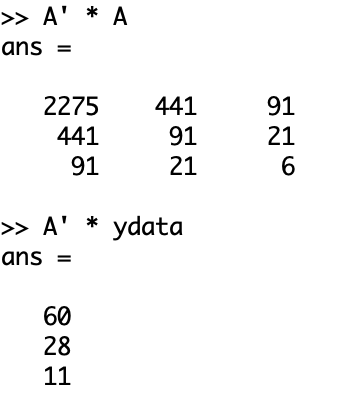 >> A' * A
ans =
2275 441 91
441 91 21
91 21 6
>> A' * ydata
ans =
60
28
11